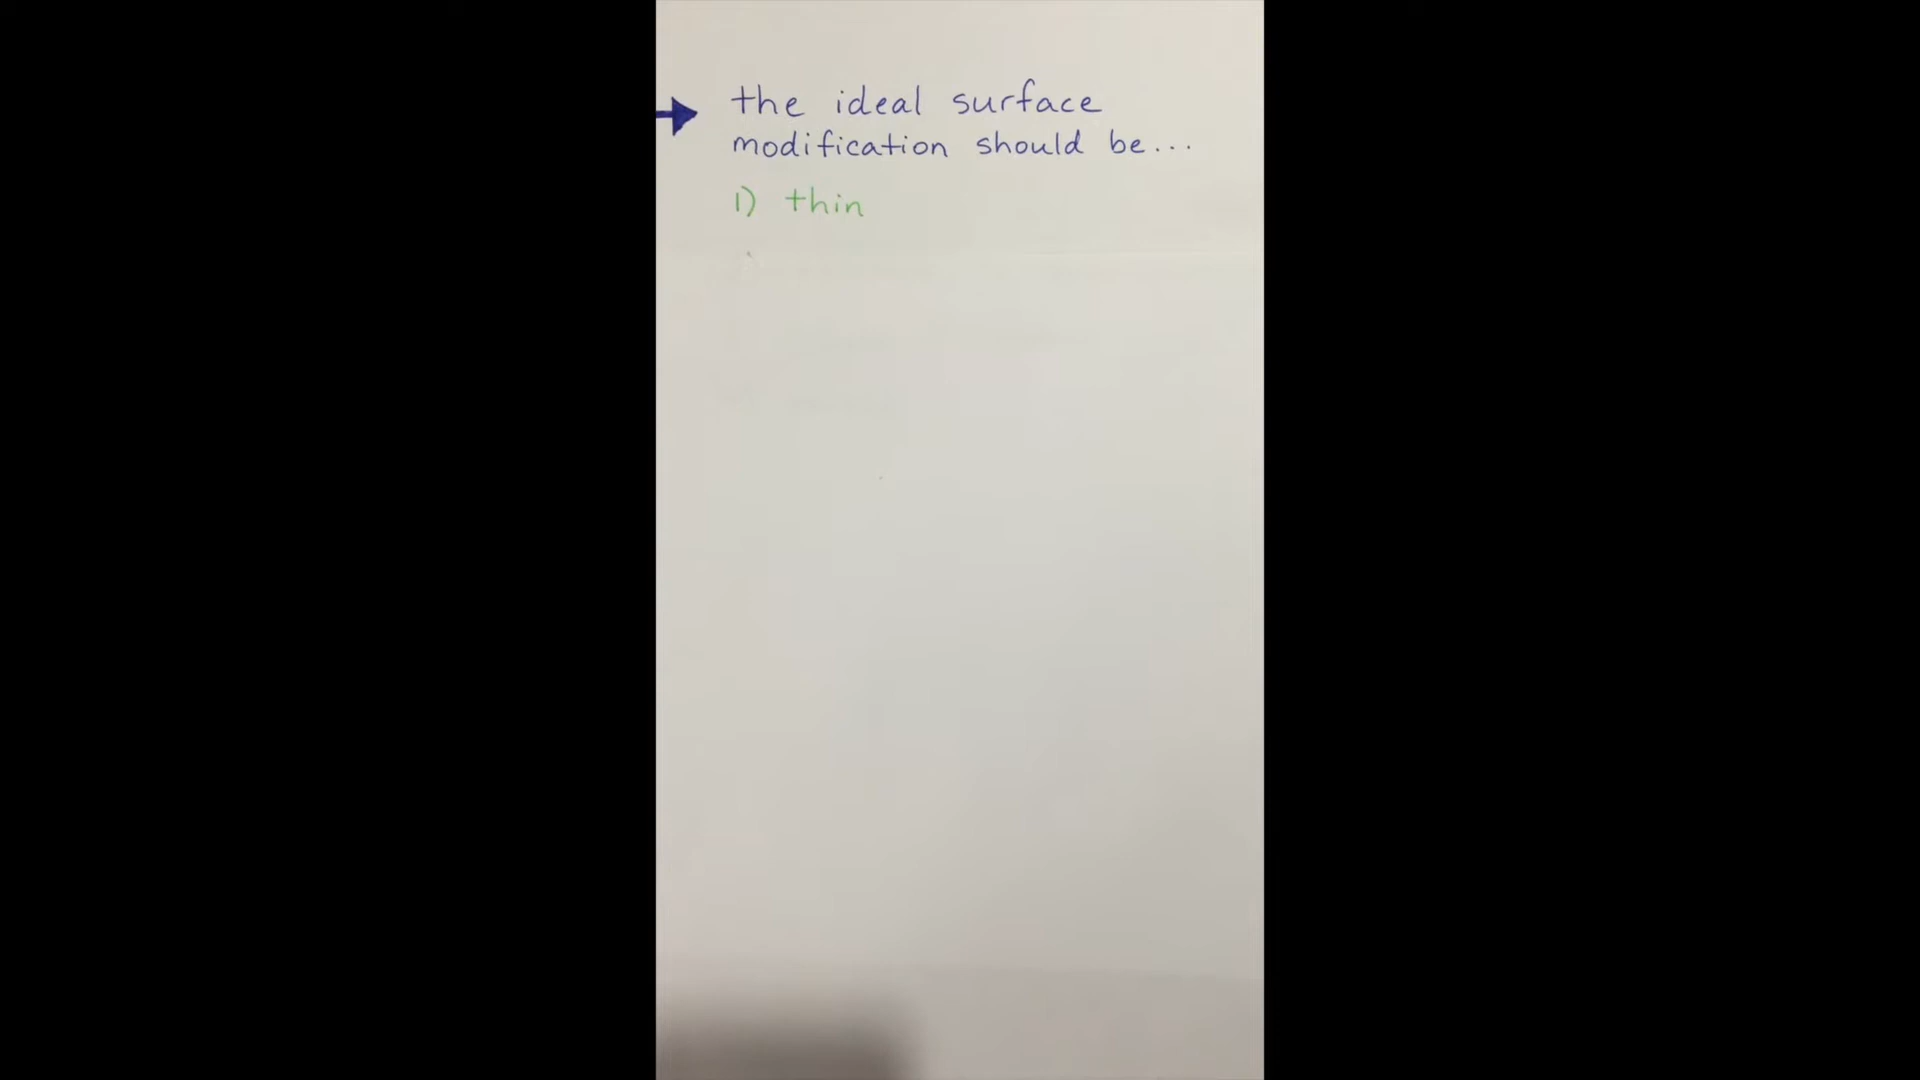 the ideal surface
modification should be...
1) thin